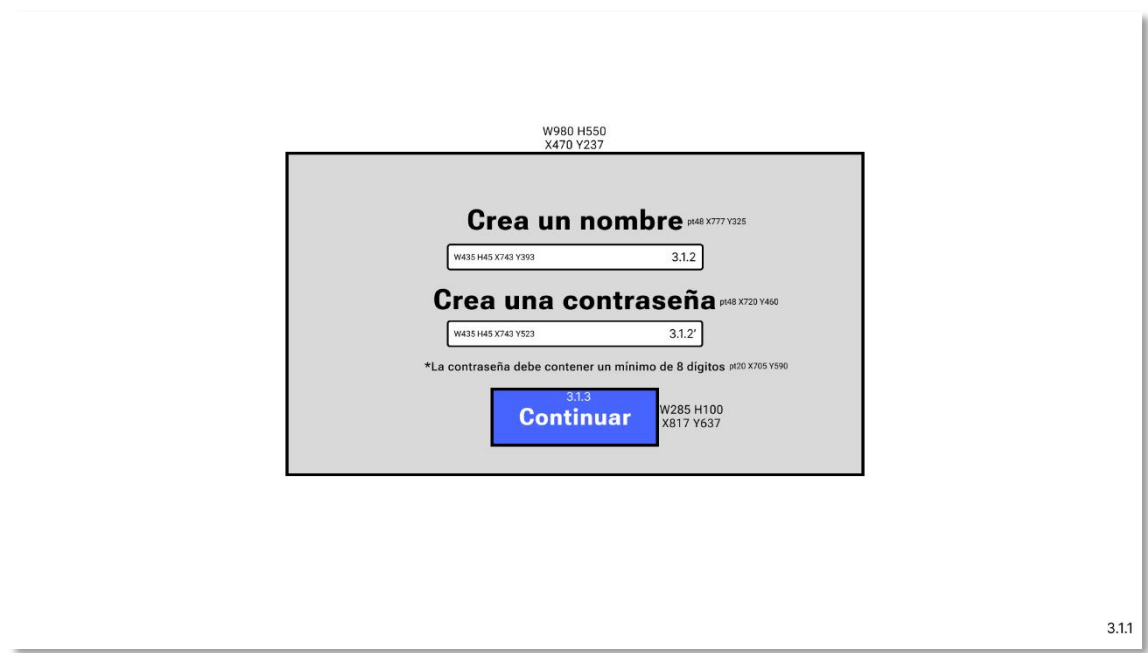 W980 H550
X470 Y237
Crea un nombre pt48 X777 Y325
W435 H45 X743 Y393 3.1.2
Crea una contraseña pt48 X720 Y460
W435 H45 X743 Y523 3.1.2'
*La contraseña debe contener un mínimo de 8 dígitos pt20 X705 Y590
3.1.3
Continuar
W285 H100
X817 Y637
3.1.1